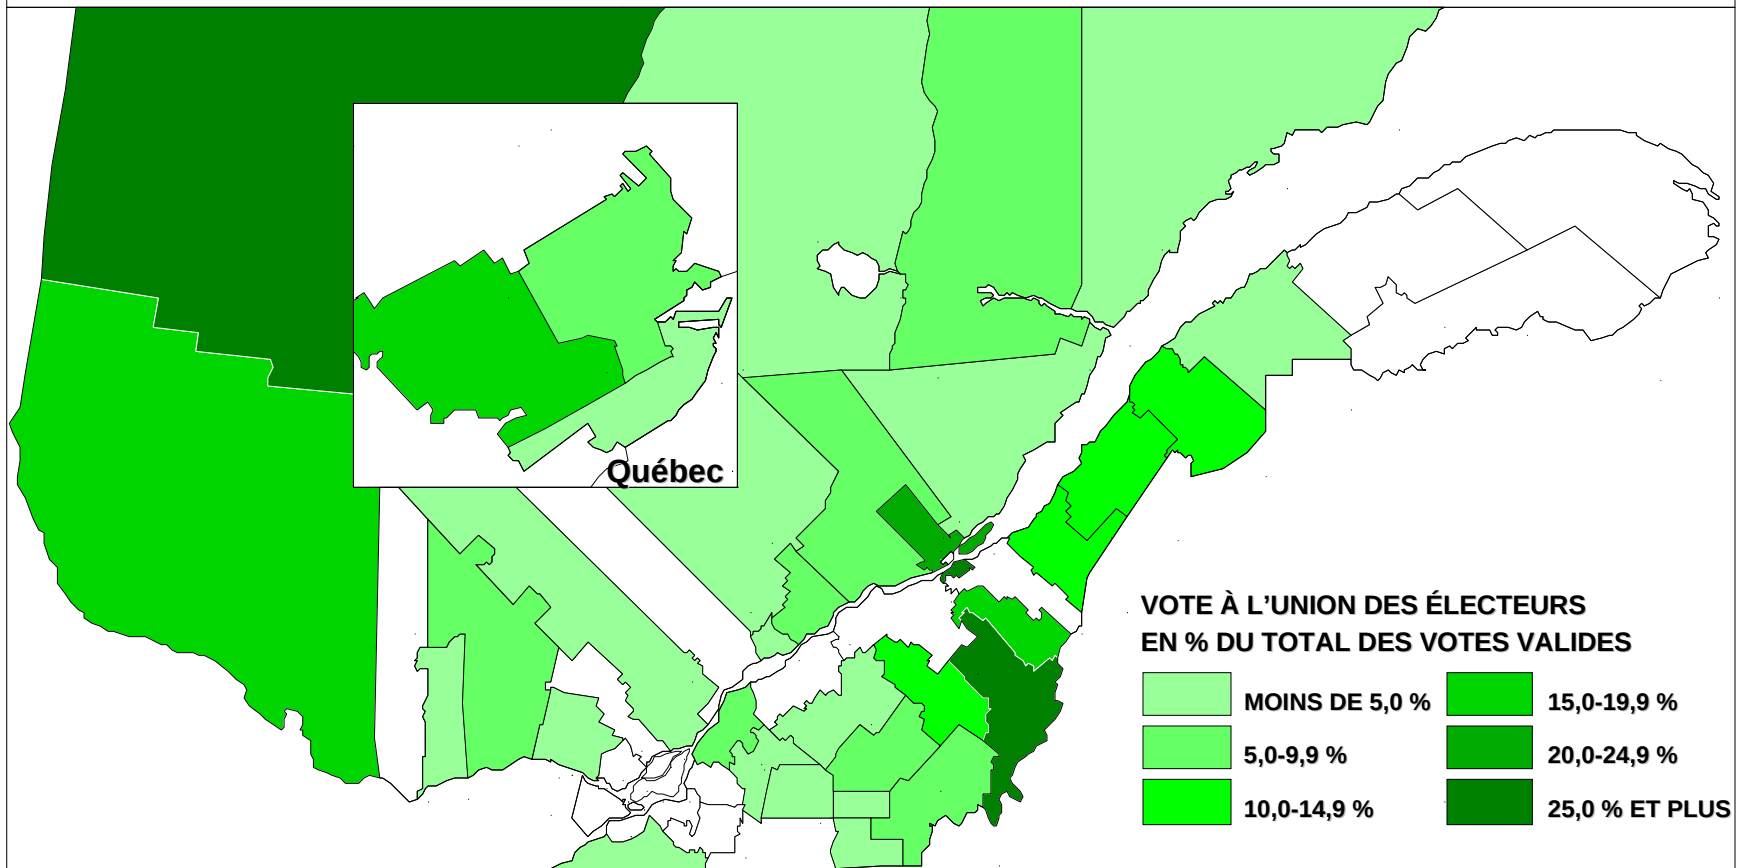 Québec
VOTE À L’UNION DES ÉLECTEURS
EN % DU TOTAL DES VOTES VALIDES
MOINS DE 5,0 %
15,0-19,9 %
5,0-9,9 %
20,0-24,9 %
10,0-14,9 %
25,0 % ET PLUS